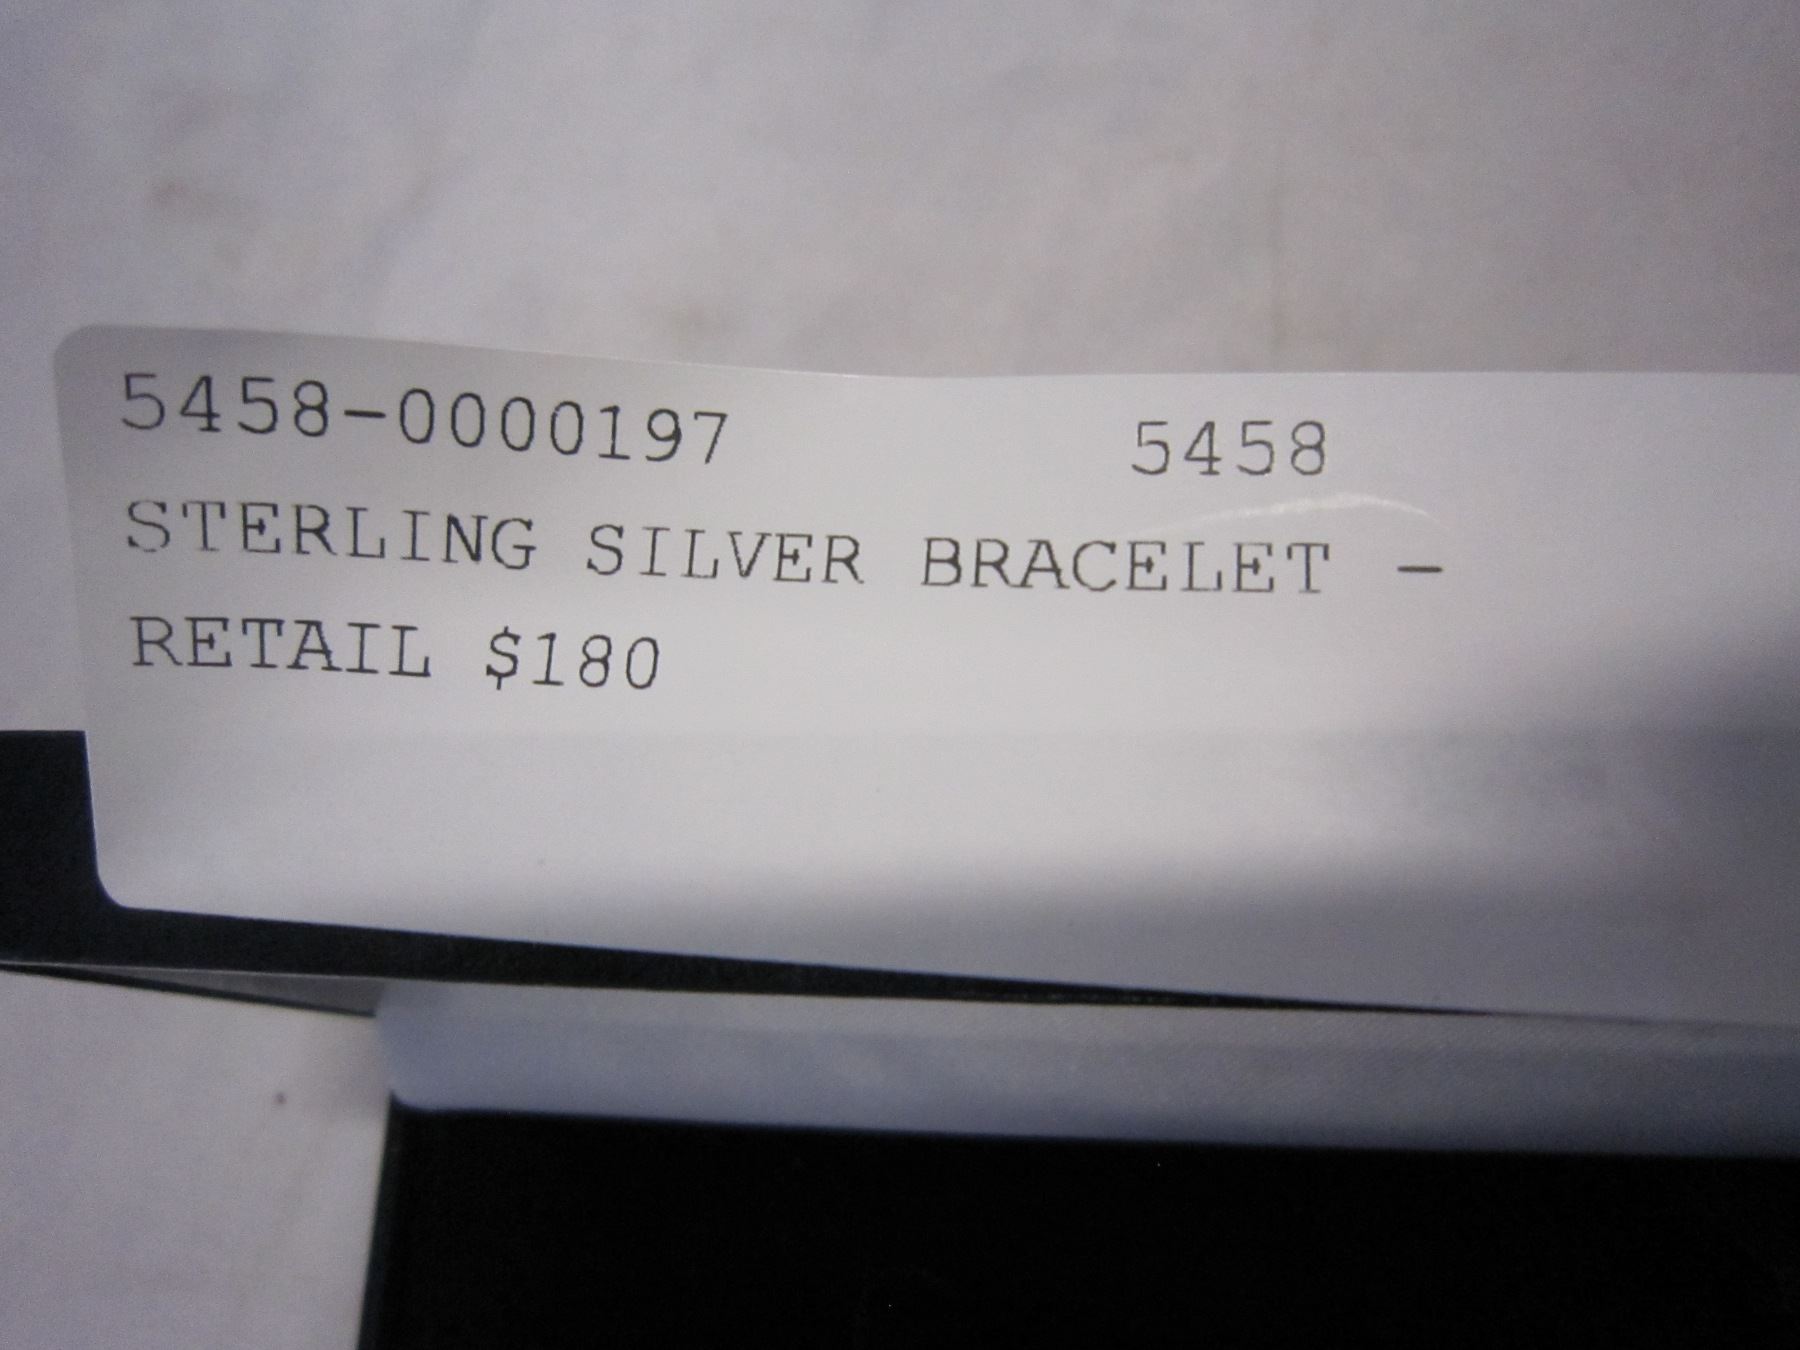 5458-0000197 5458
STERLING SILVER BRACELET -
RETAIL $180